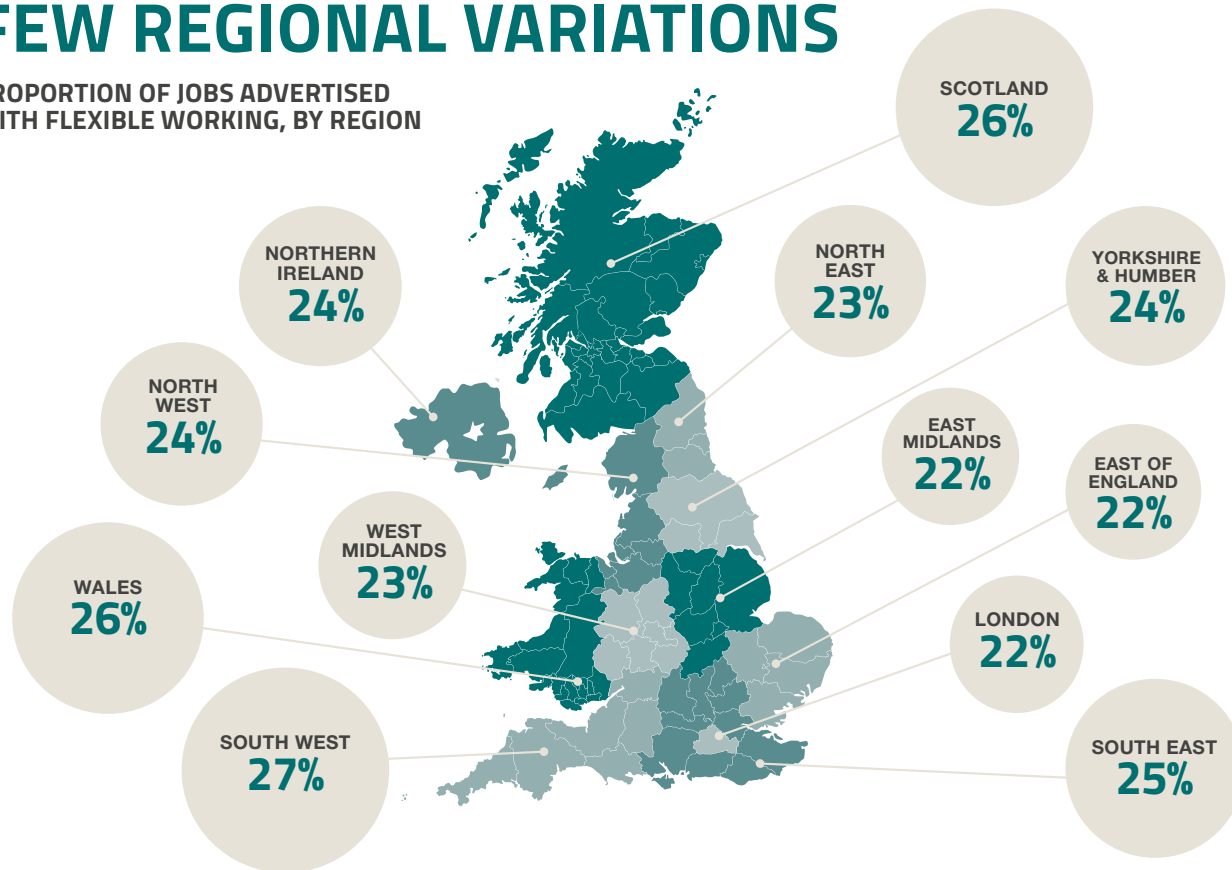 FEW REGIONAL VARIATIONS
PROPORTION OF JOBS ADVERTISED
WITH FLEXIBLE WORKING, BY REGION
SCOTLAND
26%
NORTHERN
IRELAND
24%
NORTH
EAST
23%
YORKSHIRE
& HUMBER
24%
NORTH
WEST
24%
EAST
MIDLANDS
22%
EAST OF
ENGLAND
22%
WEST
MIDLANDS
23%
WALES
26%
LONDON
22%
SOUTH WEST
27%
SOUTH EAST
25%